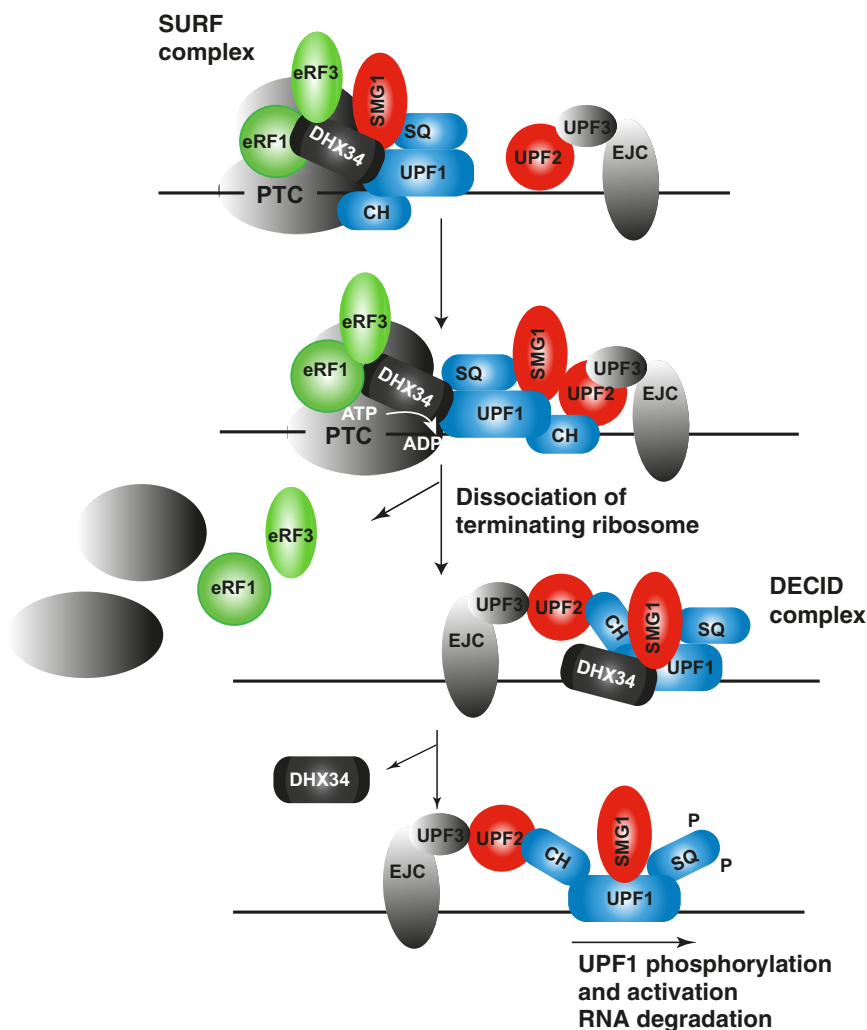 SURF
complex
eRF3
SMG1
SQ
eRF1
DHX34
UPF1
PTC
CH
UPF2
UPF3
EJC
eRF3
eRF1
DHX34
SQ
SMG1
UPF3
UPF2
EJC
ATP
UPF1
PTC
ADP
CH
Dissociation of
terminating ribosome
eRF3
eRF1
DECID
complex
UPF3
UPF2
CH
SMG1
SQ
EJC
DHX34
UPF1
DHX34
UPF3
UPF2
CH
SMG1
P
SQ
P
EJC
UPF1
UPF1 phosphorylation
and activation
RNA degradation